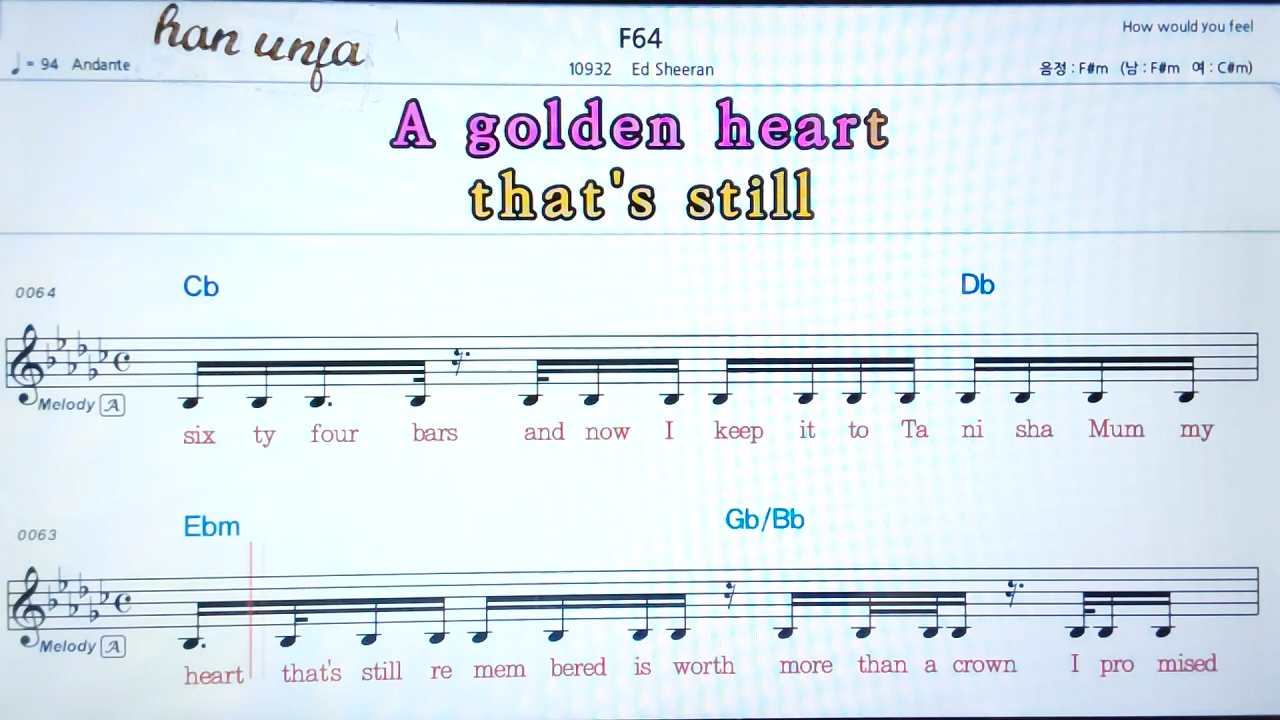 han unfa
F64
How would you feel
♩ = 94 Andante
10932 Ed Sheeran
음정 : F#m (남 : F#m 여 : C#m)
A golden heart
that's still
0064
Cb
Db
Melody A
six ty four bars and now I keep it to Ta ni sha Mum my
0063
Ebm
Gb/Bb
Melody A
heart that's still re mem bered is worth more than a crown I pro mised